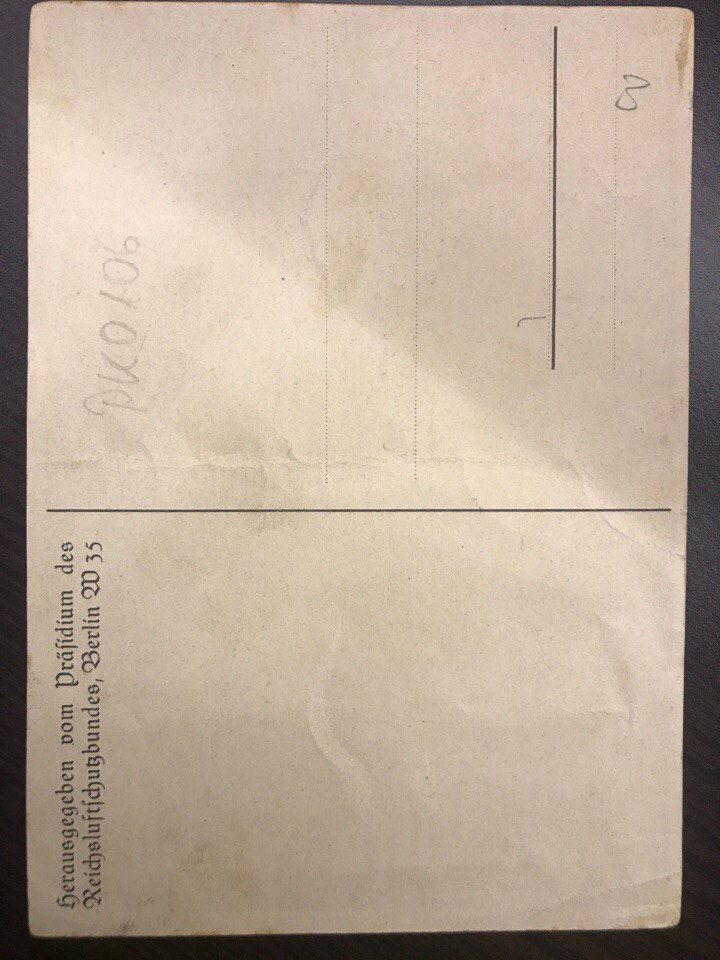 Herausgegeben vom Präsidium des
Reichsluftschutzbundes, Berlin W 35
PK0106